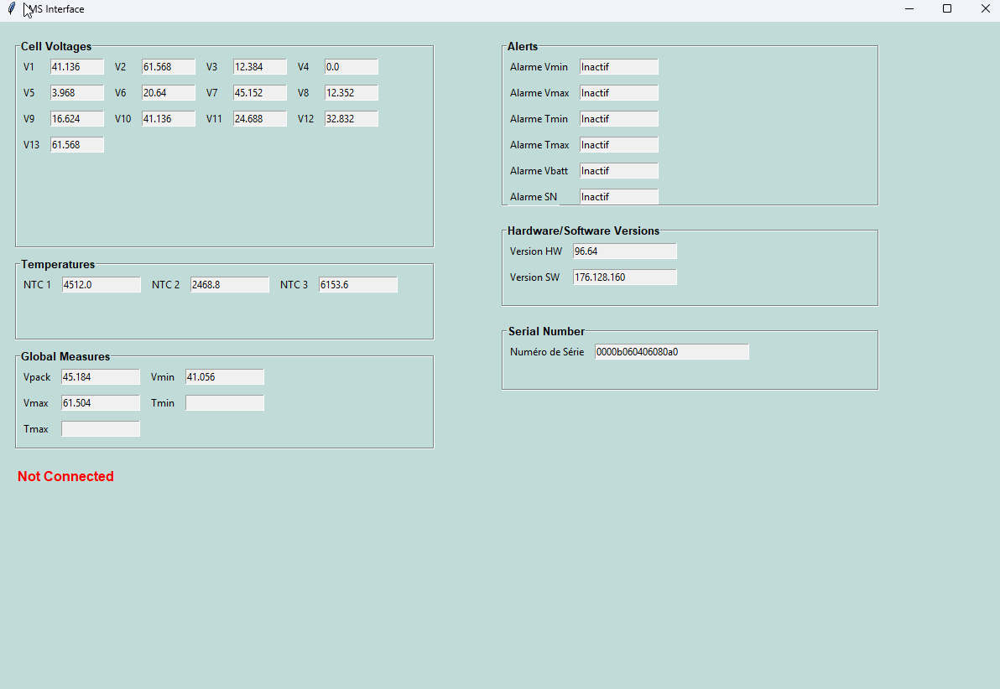 MS Interface
Cell Voltages
V1 41.136 V2 61.568 V3 12.384 V4 0.0
V5 3.968 V6 20.64 V7 45.152 V8 12.352
V9 16.624 V10 41.136 V11 24.688 V12 32.832
V13 61.568
Temperatures
NTC 1 4512.0 NTC 2 2468.8 NTC 3 6153.6
Global Measures
Vpack 45.184 Vmin 41.056
Vmax 61.504 Tmin
Tmax
Not Connected
Alerts
Alarme Vmin Inactif
Alarme Vmax Inactif
Alarme Tmin Inactif
Alarme Tmax Inactif
Alarme Vbatt Inactif
Alarme SN Inactif
Hardware/Software Versions
Version HW 96.64
Version SW 176.128.160
Serial Number
Numéro de Série 0000b060406080a0